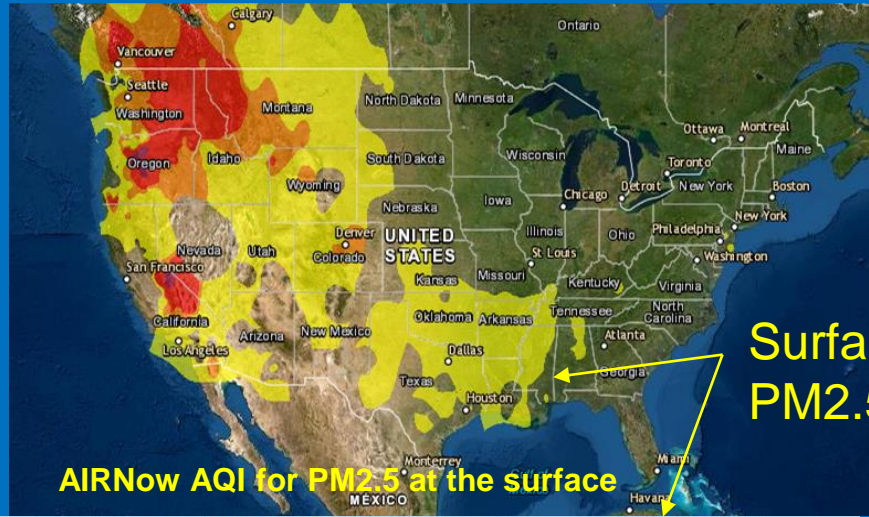 Calgary
Ontario
Vancouver
Seattle
Washington
Montana
North Dakota
Minnesota
Ottawa
Montreal
Maine
Oregon
Idaho
South Dakota
Wisconsin
Toronto
Wyoming
Chicago
Detroit
New York
Boston
Nebraska
Iowa
Nevada
Utah
Denver
Colorado
UNITED
STATES
Illinois
Ohio
Philadelphia
New York
San Francisco
Kansas
Missouri
St Louis
Kentucky
Virginia
Washington
California
Los Angeles
Arizona
New Mexico
Oklahoma
Arkansas
Tennessee
North
Carolina
Dallas
Atlanta
Texas
Georgia
Houston
Surfa
PM2.5
Monterrey
Miami
AIRNow AQI for PM2.5 at the surface
MÉXICO
Havana